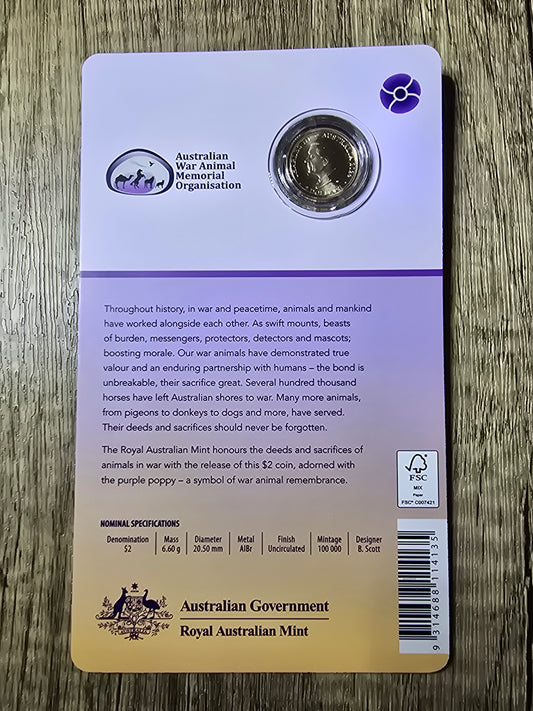 Australian
War Animal
Memorial
Organisation
Throughout history, in war and peacetime, animals and mankind
have worked alongside each other. As swift mounts, beasts
of burden, messengers, protectors, detectors and mascots;
boosting morale. Our war animals have demonstrated true
valour and an enduring partnership with humans – the bond is
unbreakable, their sacrifice great. Several hundred thousand
horses have left Australian shores to war. Many more animals,
from pigeons to donkeys to dogs and more, have served.
Their deeds and sacrifices should never be forgotten.
The Royal Australian Mint honours the deeds and sacrifices of
animals in war with the release of this $2 coin, adorned with
the purple poppy – a symbol of war animal remembrance.
FSC
MIX
Paper
FSC® C007421
NOMINAL SPECIFICATIONS
Denomination Mass Diameter Metal Finish Mintage Designer
$2 6.60 g 20.50 mm AlBr Uncirculated 100 000 B. Scott
Australian Government
Royal Australian Mint
9 314688 114135